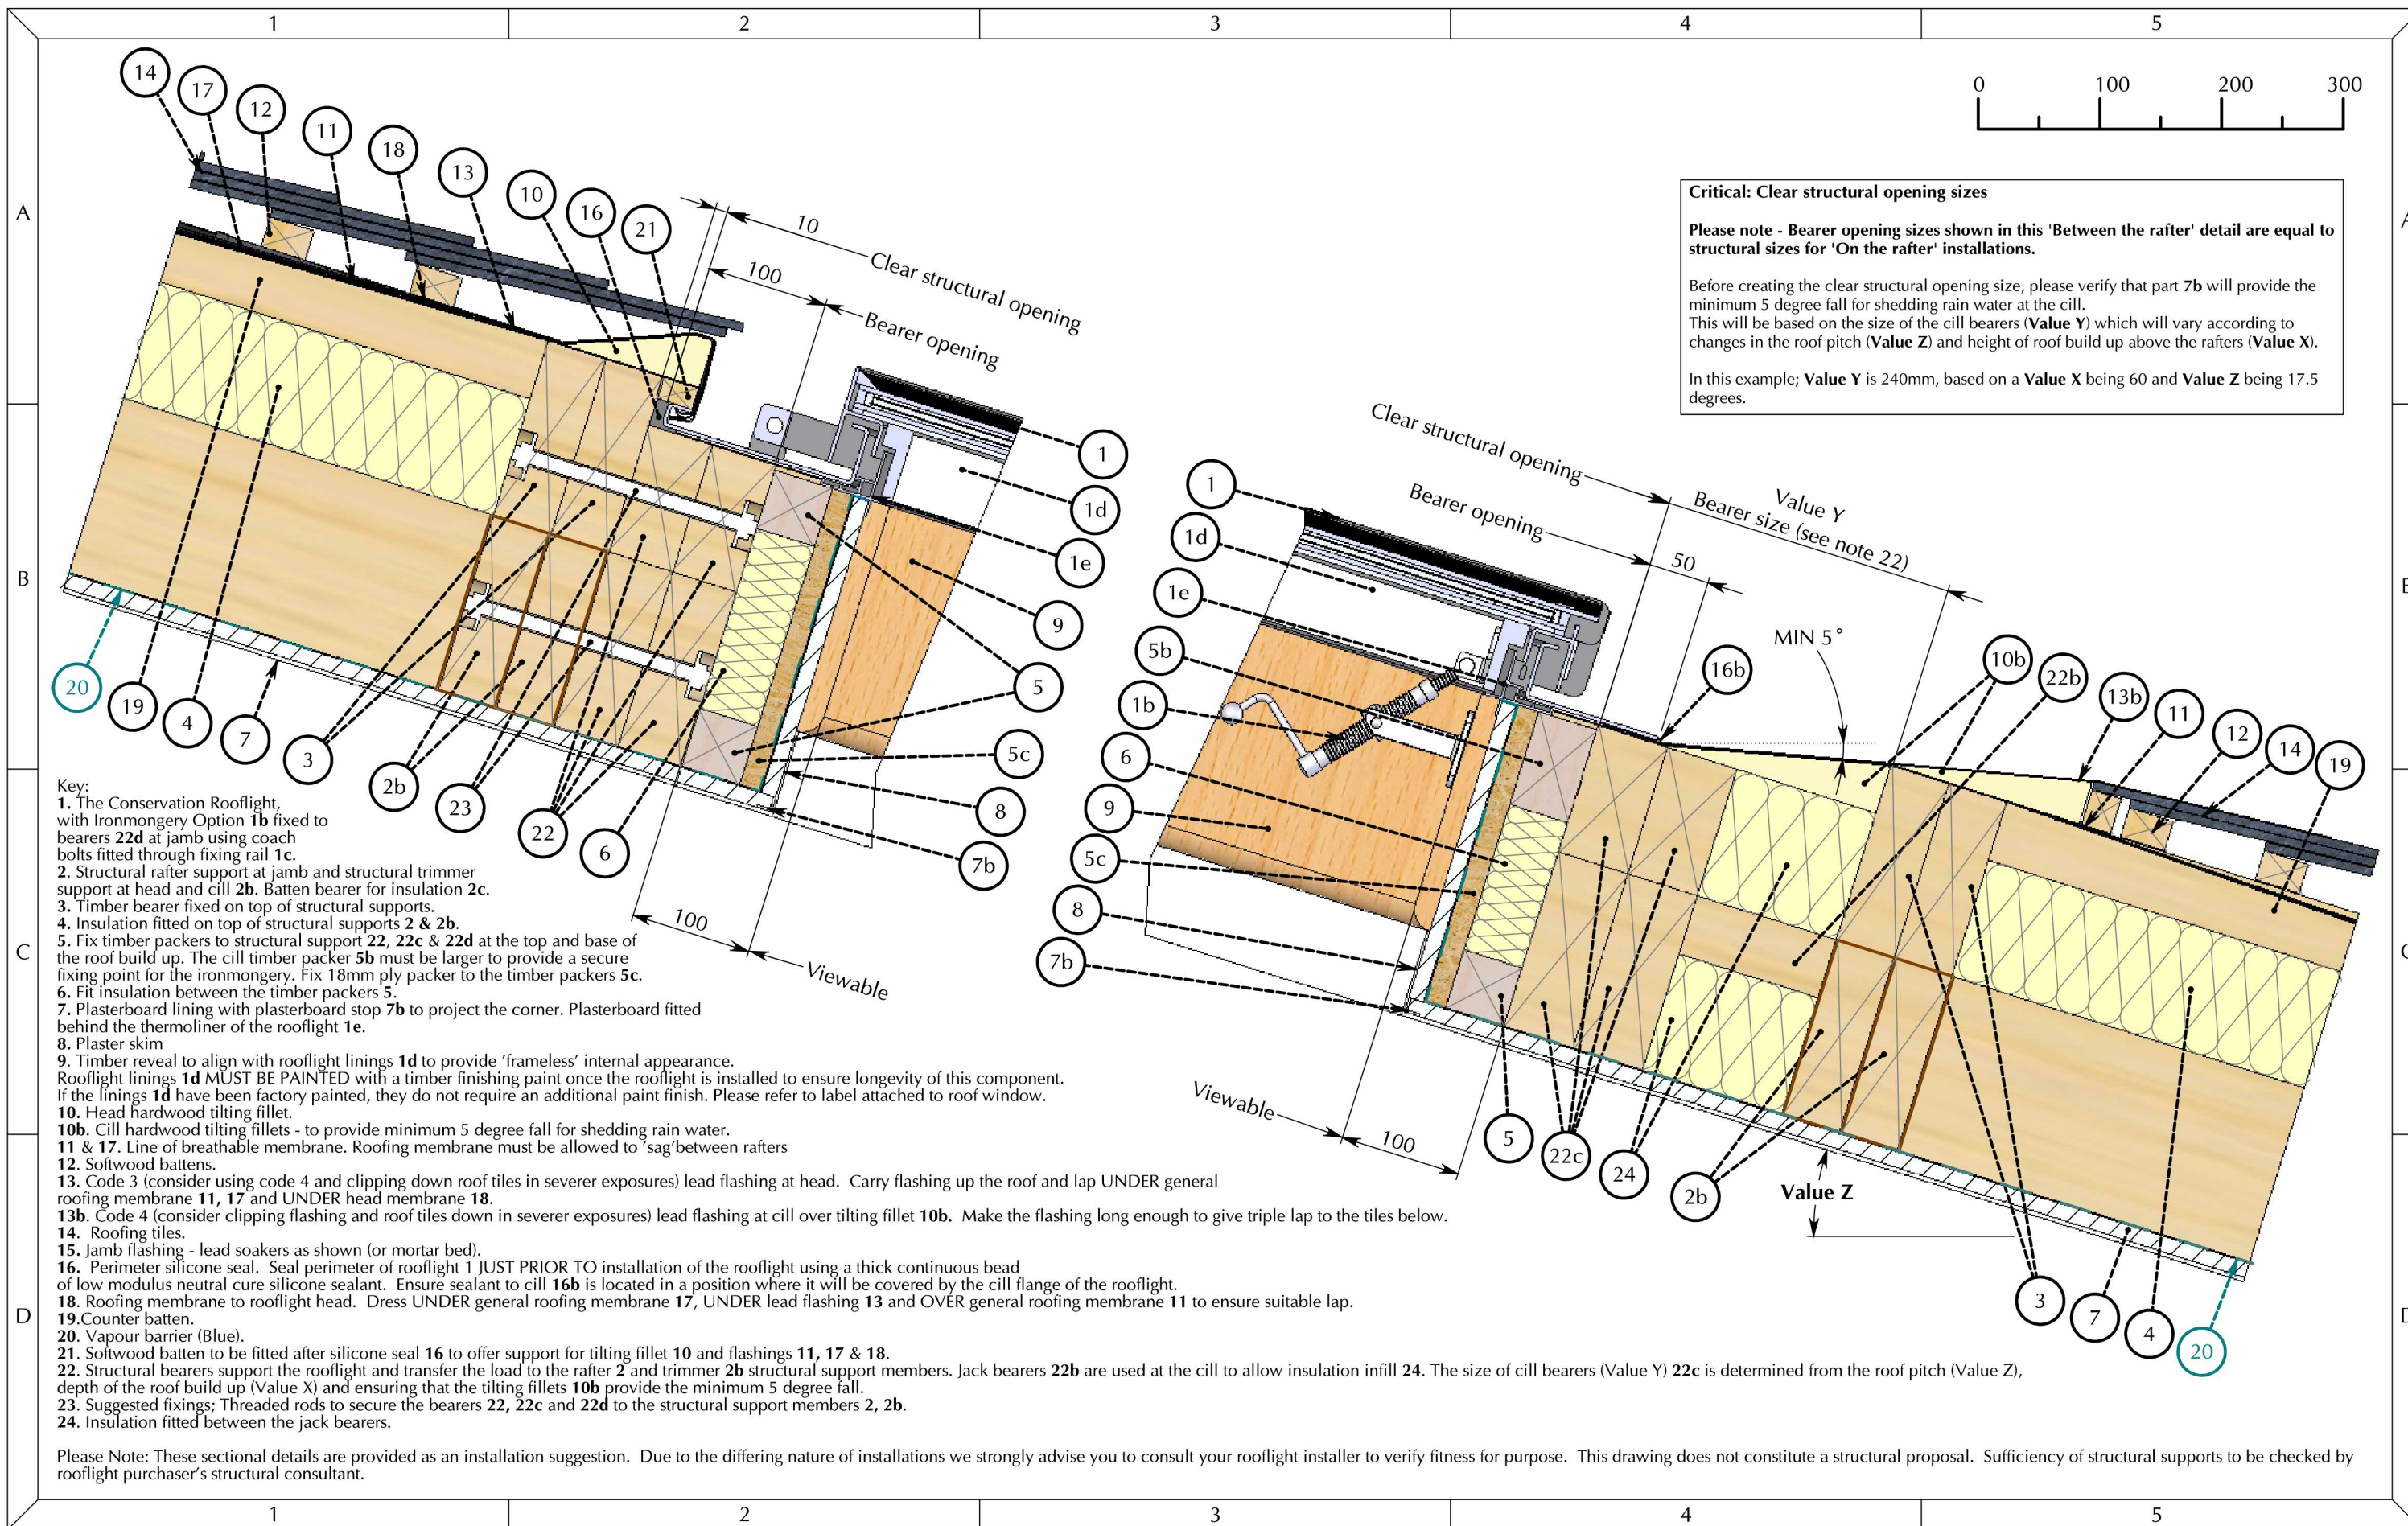 1 2 3 4 5
A
B
C
D
A
B
C
D
0 100 200 300
14
17
12
11
18
13
10
16
21
10
Clear structural opening
100
Bearer opening
1
1d
1e
9
5
5c
8
7b
20
19
4
7
3
2b
23
22
6
100
Viewable
Critical: Clear structural opening sizes
Please note - Bearer opening sizes shown in this 'Between the rafter' detail are equal to
structural sizes for 'On the rafter' installations.
Before creating the clear structural opening size, please verify that part 7b will provide the
minimum 5 degree fall for shedding rain water at the cill.
This will be based on the size of the cill bearers (Value Y) which will vary according to
changes in the roof pitch (Value Z) and height of roof build up above the rafters (Value X).
In this example; Value Y is 240mm, based on a Value X being 60 and Value Z being 17.5
degrees.
Clear structural opening
Value Y
Bearer size (see note 22)
Bearer opening
50
MIN 5°
1
1d
1e
5b
1b
6
9
5c
8
7b
16b
10b
22b
13b
11
12
14
19
Viewable
100
5
22c
24
2b
Value Z
3
7
4
20
Key:
1. The Conservation Rooflight,
with Ironmongery Option 1b fixed to
bearers 22d at jamb using coach
bolts fitted through fixing rail 1c.
2. Structural rafter support at jamb and structural trimmer
support at head and cill 2b. Batten bearer for insulation 2c.
3. Timber bearer fixed on top of structural supports.
4. Insulation fitted on top of structural supports 2 & 2b.
5. Fix timber packers to structural support 22, 22c & 22d at the top and base of
the roof build up. The cill timber packer 5b must be larger to provide a secure
fixing point for the ironmongery. Fix 18mm ply packer to the timber packers 5c.
6. Fit insulation between the timber packers 5.
7. Plasterboard lining with plasterboard stop 7b to project the corner. Plasterboard fitted
behind the thermoliner of the rooflight 1e.
8. Plaster skim
9. Timber reveal to align with rooflight linings 1d to provide 'frameless' internal appearance.
Rooflight linings 1d MUST BE PAINTED with a timber finishing paint once the rooflight is installed to ensure longevity of this component.
If the linings 1d have been factory painted, they do not require an additional paint finish. Please refer to label attached to roof window.
10. Head hardwood tilting fillet.
10b. Cill hardwood tilting fillets - to provide minimum 5 degree fall for shedding rain water.
11 & 17. Line of breathable membrane. Roofing membrane must be allowed to 'sag'between rafters
12. Softwood battens.
13. Code 3 (consider using code 4 and clipping down roof tiles in severer exposures) lead flashing at head. Carry flashing up the roof and lap UNDER general
roofing membrane 11, 17 and UNDER head membrane 18.
13b. Code 4 (consider clipping flashing and roof tiles down in severer exposures) lead flashing at cill over tilting fillet 10b. Make the flashing long enough to give triple lap to the tiles below.
14. Roofing tiles.
15. Jamb flashing - lead soakers as shown (or mortar bed).
16. Perimeter silicone seal. Seal perimeter of rooflight 1 JUST PRIOR TO installation of the rooflight using a thick continuous bead
of low modulus neutral cure silicone sealant. Ensure sealant to cill 16b is located in a position where it will be covered by the cill flange of the rooflight.
18. Roofing membrane to rooflight head. Dress UNDER general roofing membrane 17, UNDER lead flashing 13 and OVER general roofing membrane 11 to ensure suitable lap.
19.Counter batten.
20. Vapour barrier (Blue).
21. Softwood batten to be fitted after silicone seal 16 to offer support for tilting fillet 10 and flashings 11, 17 & 18.
22. Structural bearers support the rooflight and transfer the load to the rafter 2 and trimmer 2b structural support members. Jack bearers 22b are used at the cill to allow insulation infill 24. The size of cill bearers (Value Y) 22c is determined from the roof pitch (Value Z),
depth of the roof build up (Value X) and ensuring that the tilting fillets 10b provide the minimum 5 degree fall.
23. Suggested fixings; Threaded rods to secure the bearers 22, 22c and 22d to the structural support members 2, 2b.
24. Insulation fitted between the jack bearers.
Please Note: These sectional details are provided as an installation suggestion. Due to the differing nature of installations we strongly advise you to consult your rooflight installer to verify fitness for purpose. This drawing does not constitute a structural proposal. Sufficiency of structural supports to be checked by
rooflight purchaser's structural consultant.
1 2 3 4 5